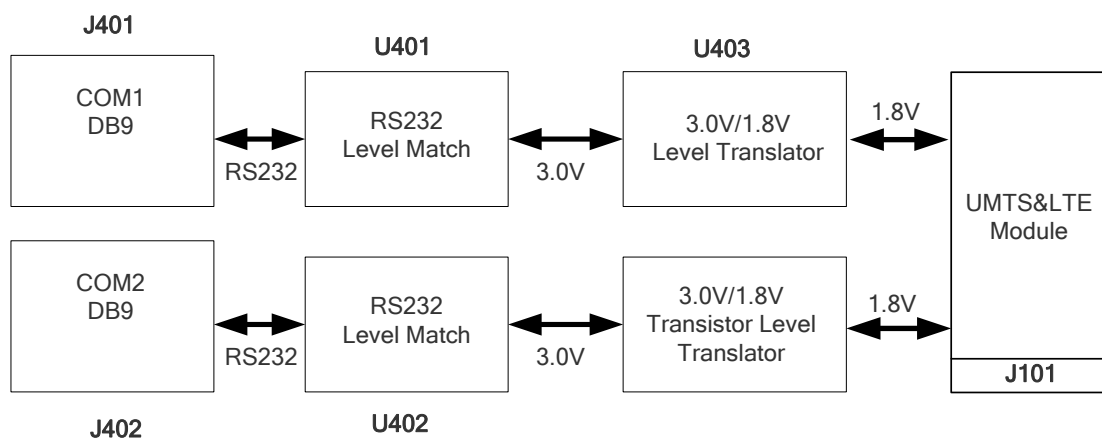 J401
U401
U403
COM1
DB9
RS232
RS232
Level Match
3.0V
3.0V/1.8V
Level Translator
1.8V
UMTS&LTE
Module
COM2
DB9
RS232
RS232
Level Match
3.0V
3.0V/1.8V
Transistor Level
Translator
1.8V
J101
J402
U402